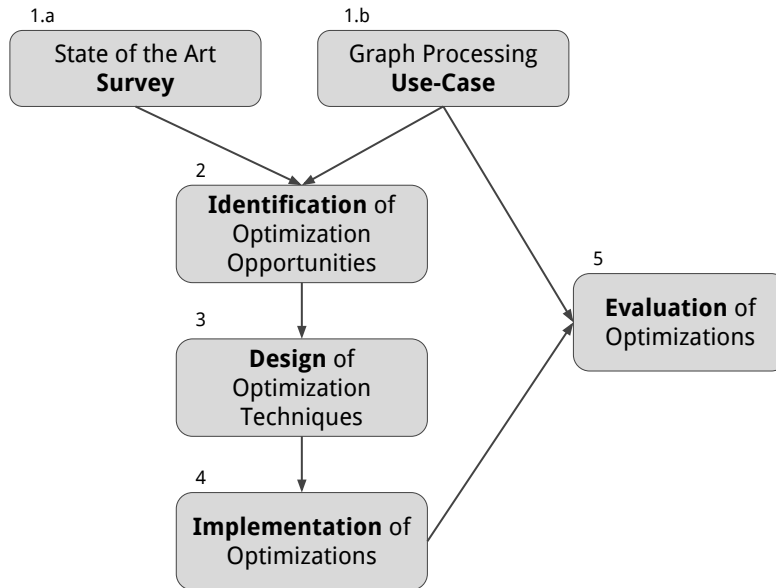 1.a
State of the Art
Survey
1.b
Graph Processing
Use-Case
2
Identification of
Optimization
Opportunities
3
Design of
Optimization
Techniques
4
Implementation of
Optimizations
5
Evaluation of
Optimizations